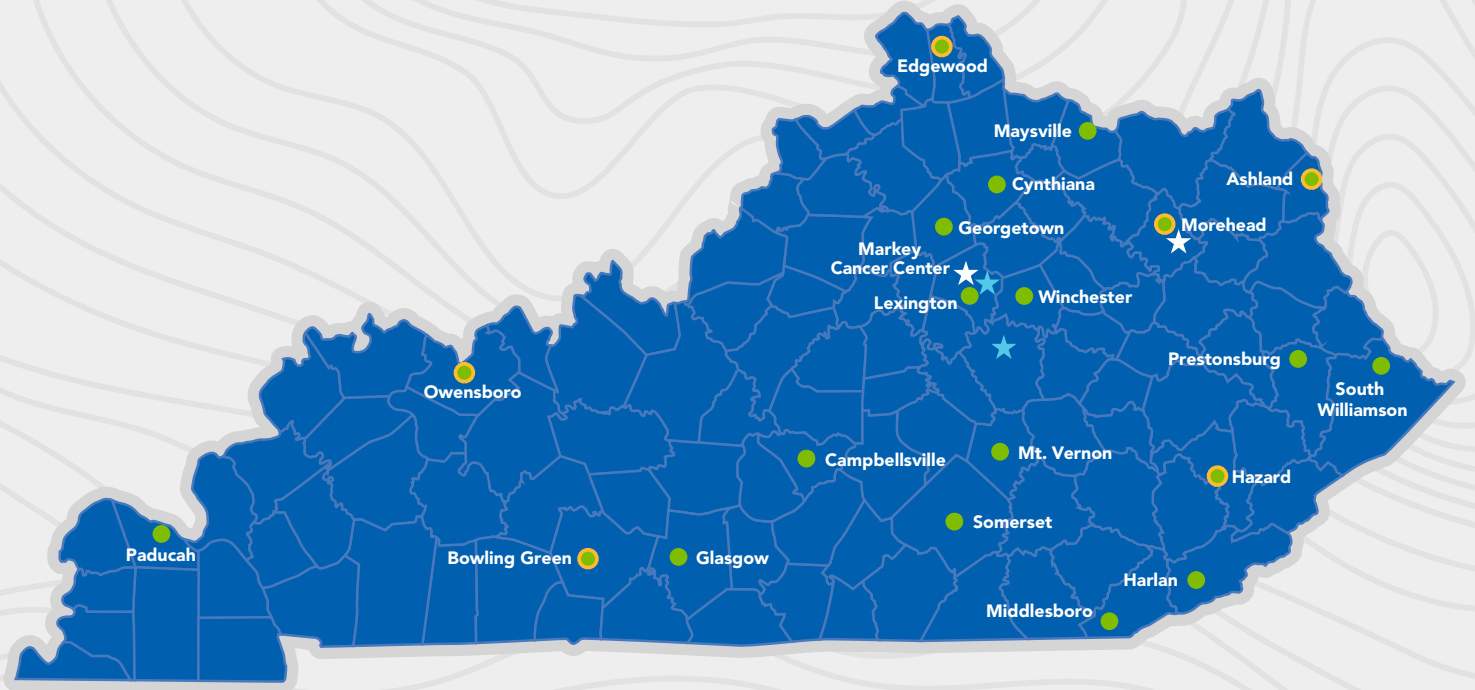 Edgewood
Maysville
Ashland
Cynthiana
Morehead
Georgetown
Markey
Cancer Center
Lexington
Winchester
Prestonsburg
South
Williamson
Owensboro
Campbellsville
Mt. Vernon
Hazard
Somerset
Paducah
Bowling Green
Glasgow
Harlan
Middlesboro